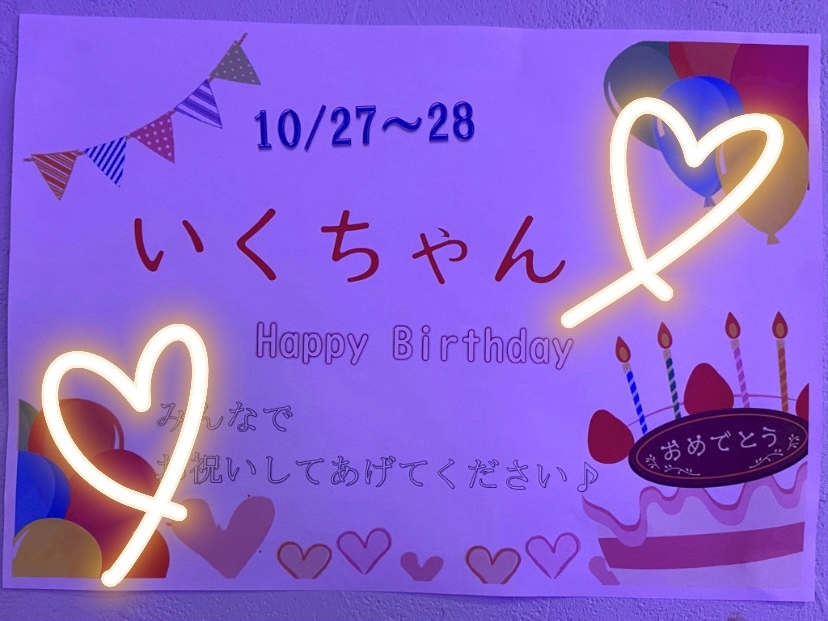 10/27～28
いくちゃん
Happy Birthday
みんなで
お祝いしてあげてください♪
おめでとう